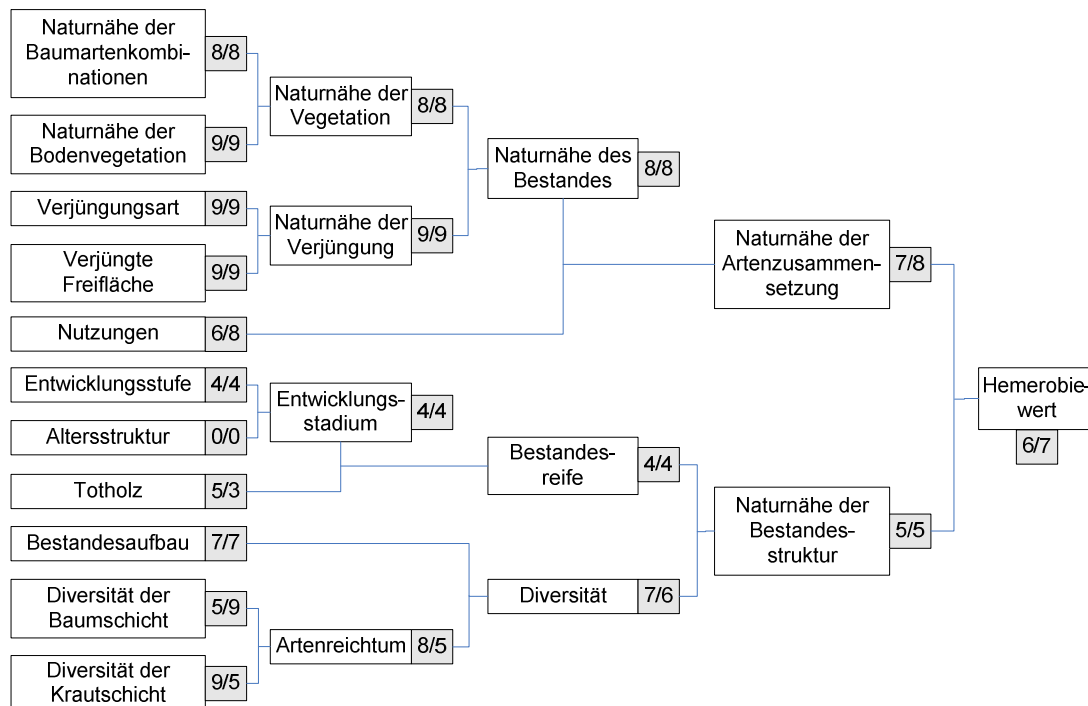 Naturnähe der
Baumartenkombi-
nationen
8/8
Naturnähe der
Bodenvegetation
9/9
Verjüngungsart
9/9
Verjüngte
Freifläche
9/9
Nutzungen
6/8
Entwicklungsstufe
4/4
Altersstruktur
0/0
Totholz
5/3
Bestandesaufbau
7/7
Diversität der
Baumschicht
5/9
Diversität der
Krautschicht
9/5
Naturnähe der
Vegetation
8/8
Naturnähe der
Verjüngung
9/9
Entwicklungs-
stadium
4/4
Artenreichtum
8/5
Naturnähe des
Bestandes
8/8
Bestandes-
reife
4/4
Diversität
7/6
Naturnähe der
Artenzusammen-
setzung
7/8
Naturnähe der
Bestandes-
struktur
5/5
Hemerobie-
wert
6/7